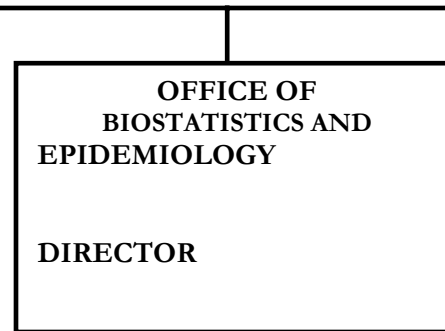 OFFICE OF
BIOSTATISTICS AND
EPIDEMIOLOGY
DIRECTOR